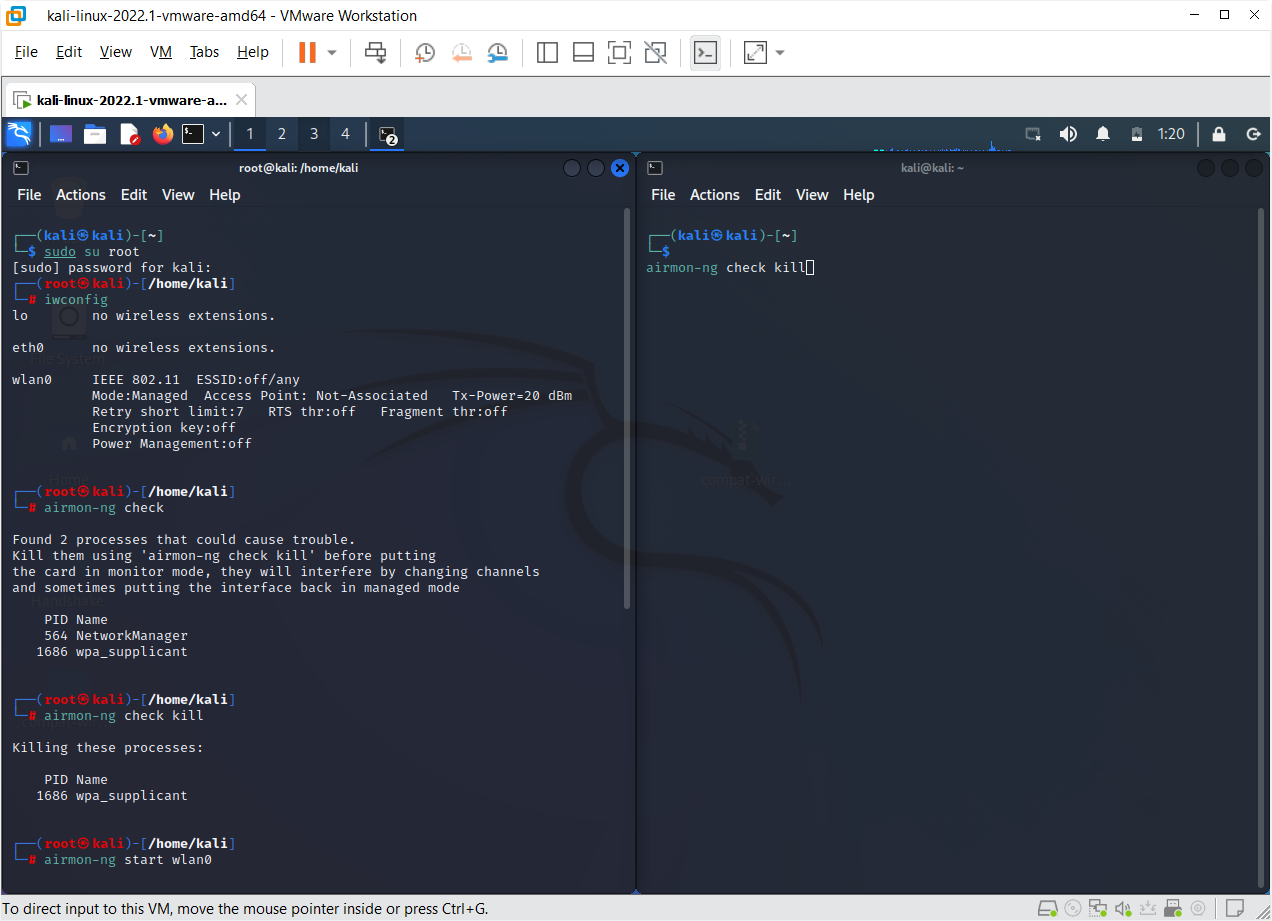 kali-linux-2022.1-vmware-amd64 - VMware Workstation
File Edit View VM Tabs Help
kali-linux-2022.1-vmware-a...
1 2 3 4 2 1:20
root@kali: /home/kali
File Actions Edit View Help
┌──(kali㉿kali)-[~]
└─$ sudo su root
[sudo] password for kali:
┌──(root㉿kali)-[/home/kali]
└─# iwconfig
lo        no wireless extensions.
eth0      no wireless extensions.
wlan0     IEEE 802.11  ESSID:off/any
Mode:Managed  Access Point: Not-Associated   Tx-Power=20 dBm
Retry short limit:7   RTS thr:off   Fragment thr:off
Encryption key:off
Power Management:off
┌──(root㉿kali)-[/home/kali]
└─# airmon-ng check
Found 2 processes that could cause trouble.
Kill them using 'airmon-ng check kill' before putting
the card in monitor mode, they will interfere by changing channels
and sometimes putting the interface back in managed mode
PID Name
564 NetworkManager
1686 wpa_supplicant
┌──(root㉿kali)-[/home/kali]
└─# airmon-ng check kill
Killing these processes:
PID Name
1686 wpa_supplicant
┌──(root㉿kali)-[/home/kali]
└─# airmon-ng start wlan0
File System
Home
Handshake
kali@kali: ~
File Actions Edit View Help
┌──(kali㉿kali)-[~]
└─$
airmon-ng check kill
compat-wir...
To direct input to this VM, move the mouse pointer inside or press Ctrl+G.